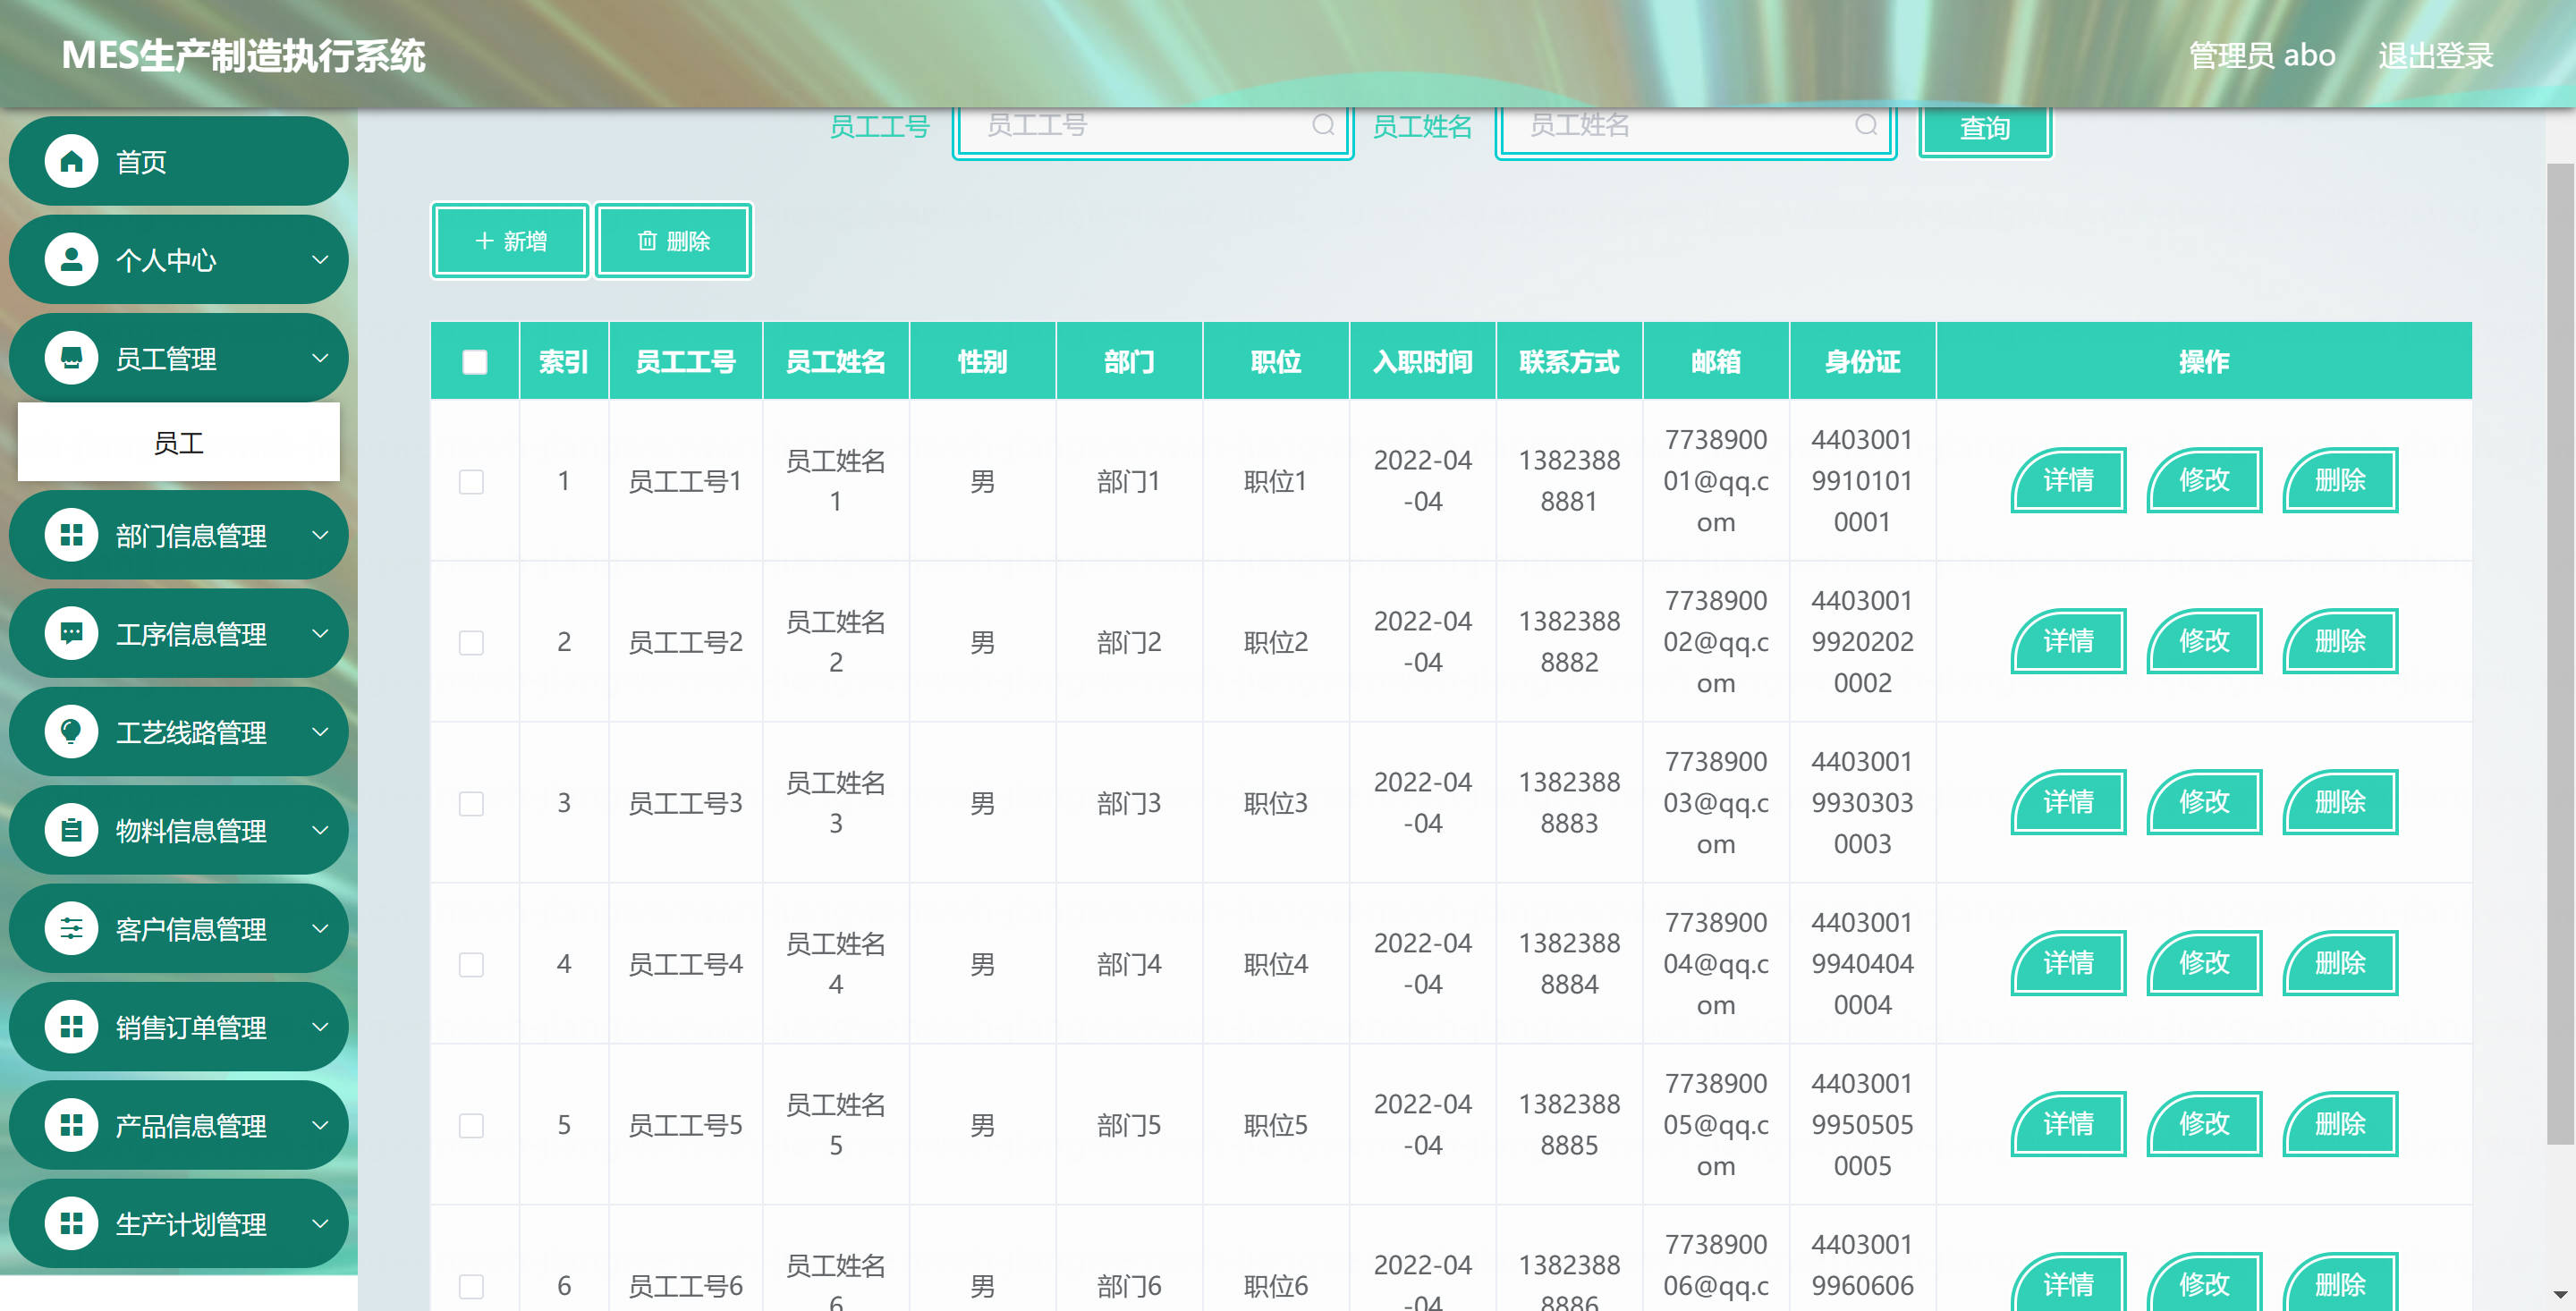 MES生产制造执行系统
管理员 abo 退出登录
首页
个人中心
员工管理
员工
部门信息管理
工序信息管理
工艺线路管理
物料信息管理
客户信息管理
销售订单管理
产品信息管理
生产计划管理
员工工号 员工工号 员工姓名 员工姓名 查询
新增 删除
索引 员工工号 员工姓名 性别 部门 职位 入职时间 联系方式 邮箱 身份证 操作
1 员工工号1 员工姓名1 男 部门1 职位1 2022-04-04 13823888881 773890001@qq.com 440300199101010001 详情 修改 删除
2 员工工号2 员工姓名2 男 部门2 职位2 2022-04-04 13823888882 773890002@qq.com 440300199202020002 详情 修改 删除
3 员工工号3 员工姓名3 男 部门3 职位3 2022-04-04 13823888883 773890003@qq.com 440300199303030003 详情 修改 删除
4 员工工号4 员工姓名4 男 部门4 职位4 2022-04-04 13823888884 773890004@qq.com 440300199404040004 详情 修改 删除
5 员工工号5 员工姓名5 男 部门5 职位5 2022-04-04 13823888885 773890005@qq.com 440300199505050005 详情 修改 删除
6 员工工号6 员工姓名6 男 部门6 职位6 2022-04-04 13823888886 773890006@qq.c 44030019960606 详情 修改 删除